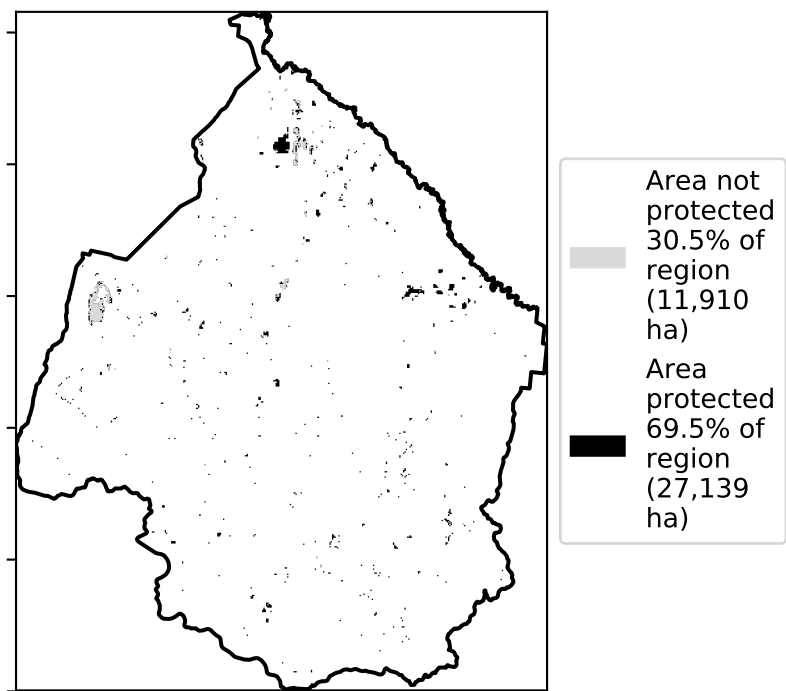 Area not
protected
30.5% of
region
(11,910
ha)
Area
protected
69.5% of
region
(27,139
ha)